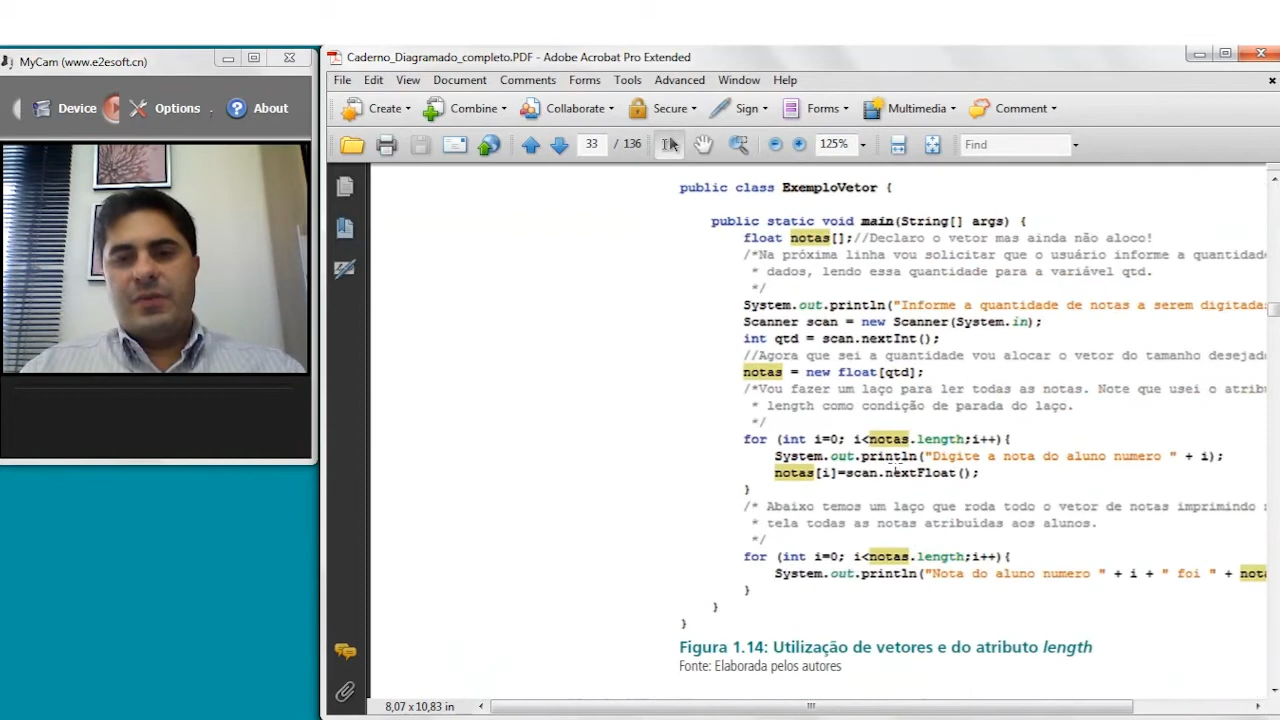 MyCam (www.e2esoft.cn)
Device
Options
About
Caderno_Diagramado_completo.PDF - Adobe Acrobat Pro Extended
File Edit View Document Comments Forms Tools Advanced Window Help
Create Combine Collaborate Secure Sign Forms Multimedia Comment
33 / 136 125% Find
public class ExemploVetor {
public static void main(String[] args) {
float notas[];//Declaro o vetor mas ainda não aloco!
/*Na próxima linha vou solicitar que o usuário informe a quantidade
* dados, lendo essa quantidade para a variável qtd.
*/
System.out.println("Informe a quantidade de notas a serem digitadas
Scanner scan = new Scanner(System.in);
int qtd = scan.nextInt();
//Agora que sei a quantidade vou alocar o vetor do tamanho desejado
notas = new float[qtd];
/*Vou fazer um laço para ler todas as notas. Note que usei o atrib
* length como condição de parada do laço.
*/
for (int i=0; i<notas.length;i++){
System.out.println("Digite a nota do aluno numero " + i);
notas[i]=scan.nextFloat();
}
/* Abaixo temos um laço que roda todo o vetor de notas imprimindo
* tela todas as notas atribuidas aos alunos.
*/
for (int i=0; i<notas.length;i++){
System.out.println("Nota do aluno numero " + i + " foi " + nota
}
}
}
Figura 1.14: Utilização de vetores e do atributo length
Fonte: Elaborada pelos autores
8,07 x 10,83 in